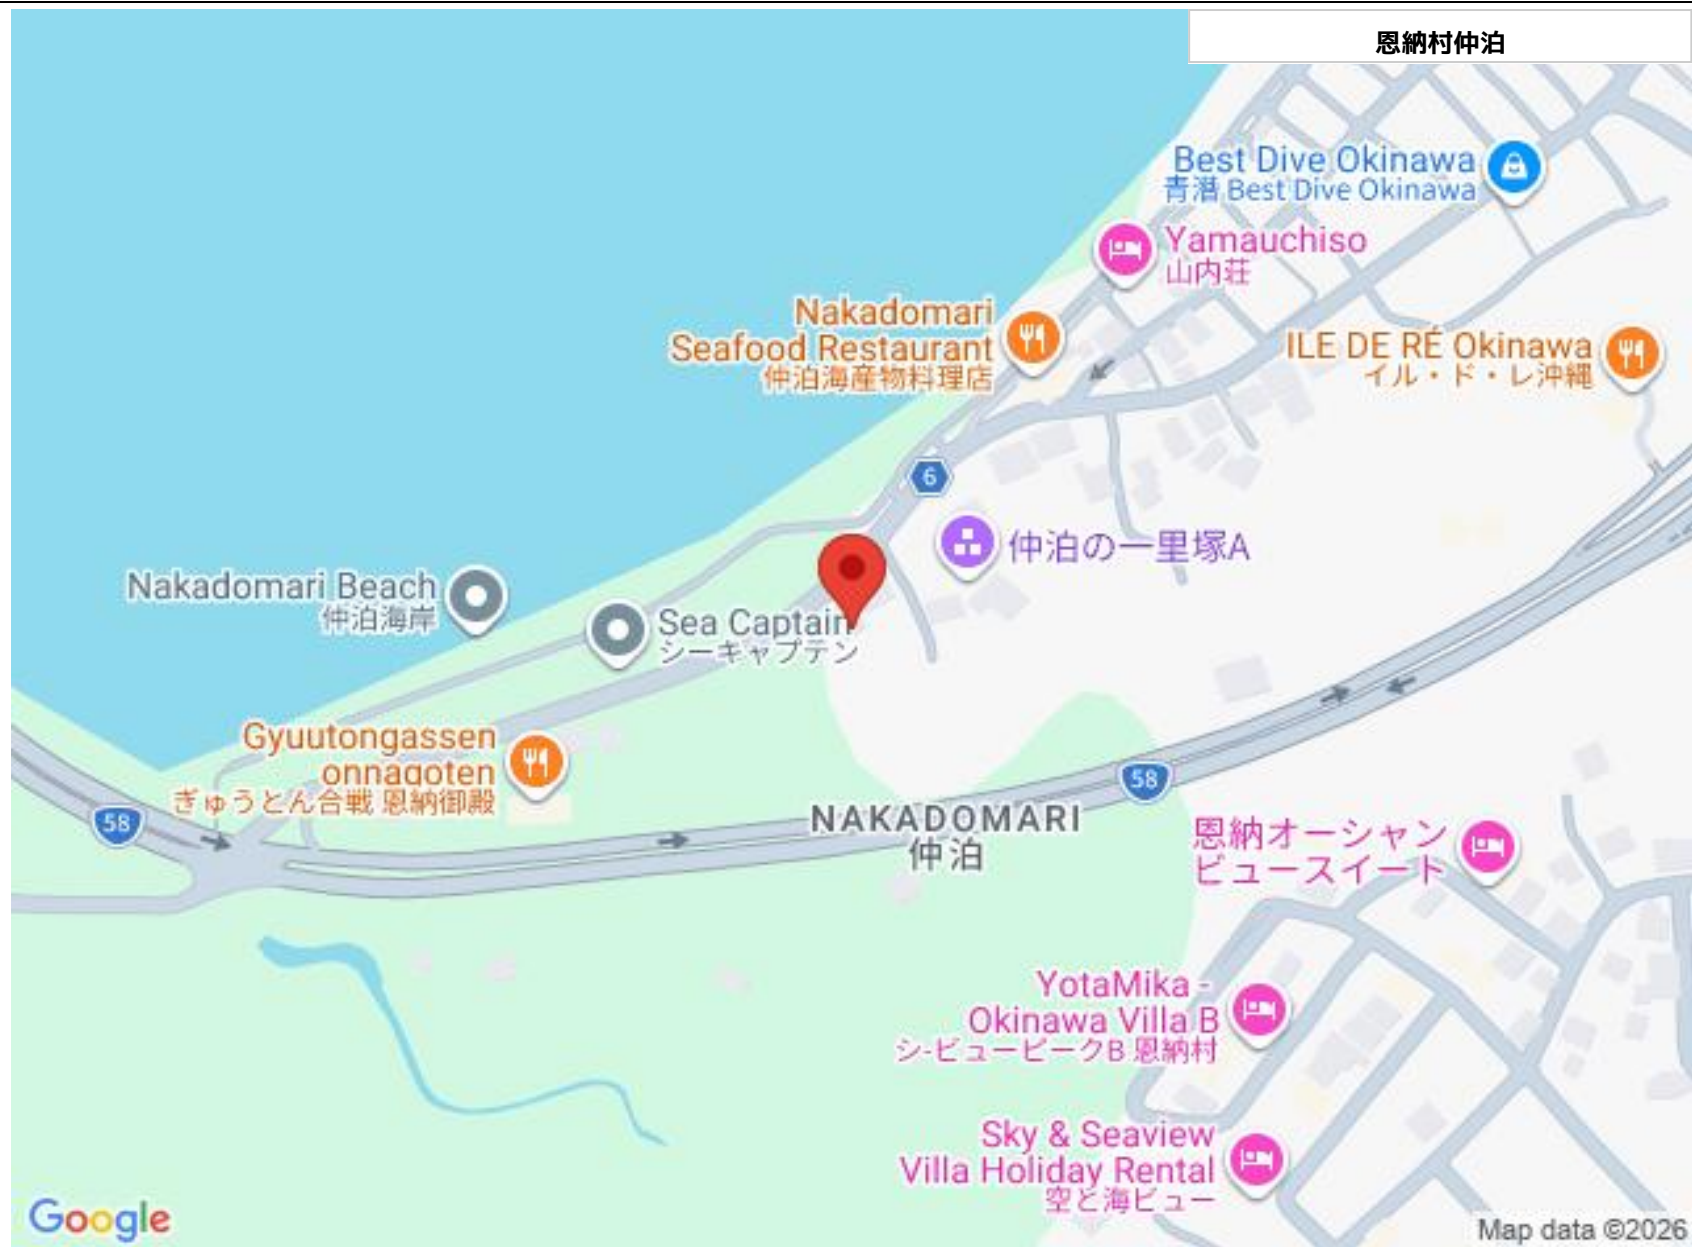 恩納村仲泊
Best Dive Okinawa
青潜 Best Dive Okinawa
Yamauchiso
山内荘
Nakadomari
Seafood Restaurant
仲泊海産物料理店
ILE DE RÉ Okinawa
イル・ド・レ沖縄
6
仲泊の一里塚A
Nakadomari Beach
仲泊海岸
Sea Captain
シーキャプテン
Gyuutongassen
onnagoten
ぎゅうとん合戦 恩納御殿
58
58
NAKADOMARI
仲泊
恩納オーシャン
ビュースイート
YotaMika -
Okinawa Villa B
シ-ビューピークB 恩納村
Sky & Seaview
Villa Holiday Rental
空と海ビュー
Google
Map data ©2026